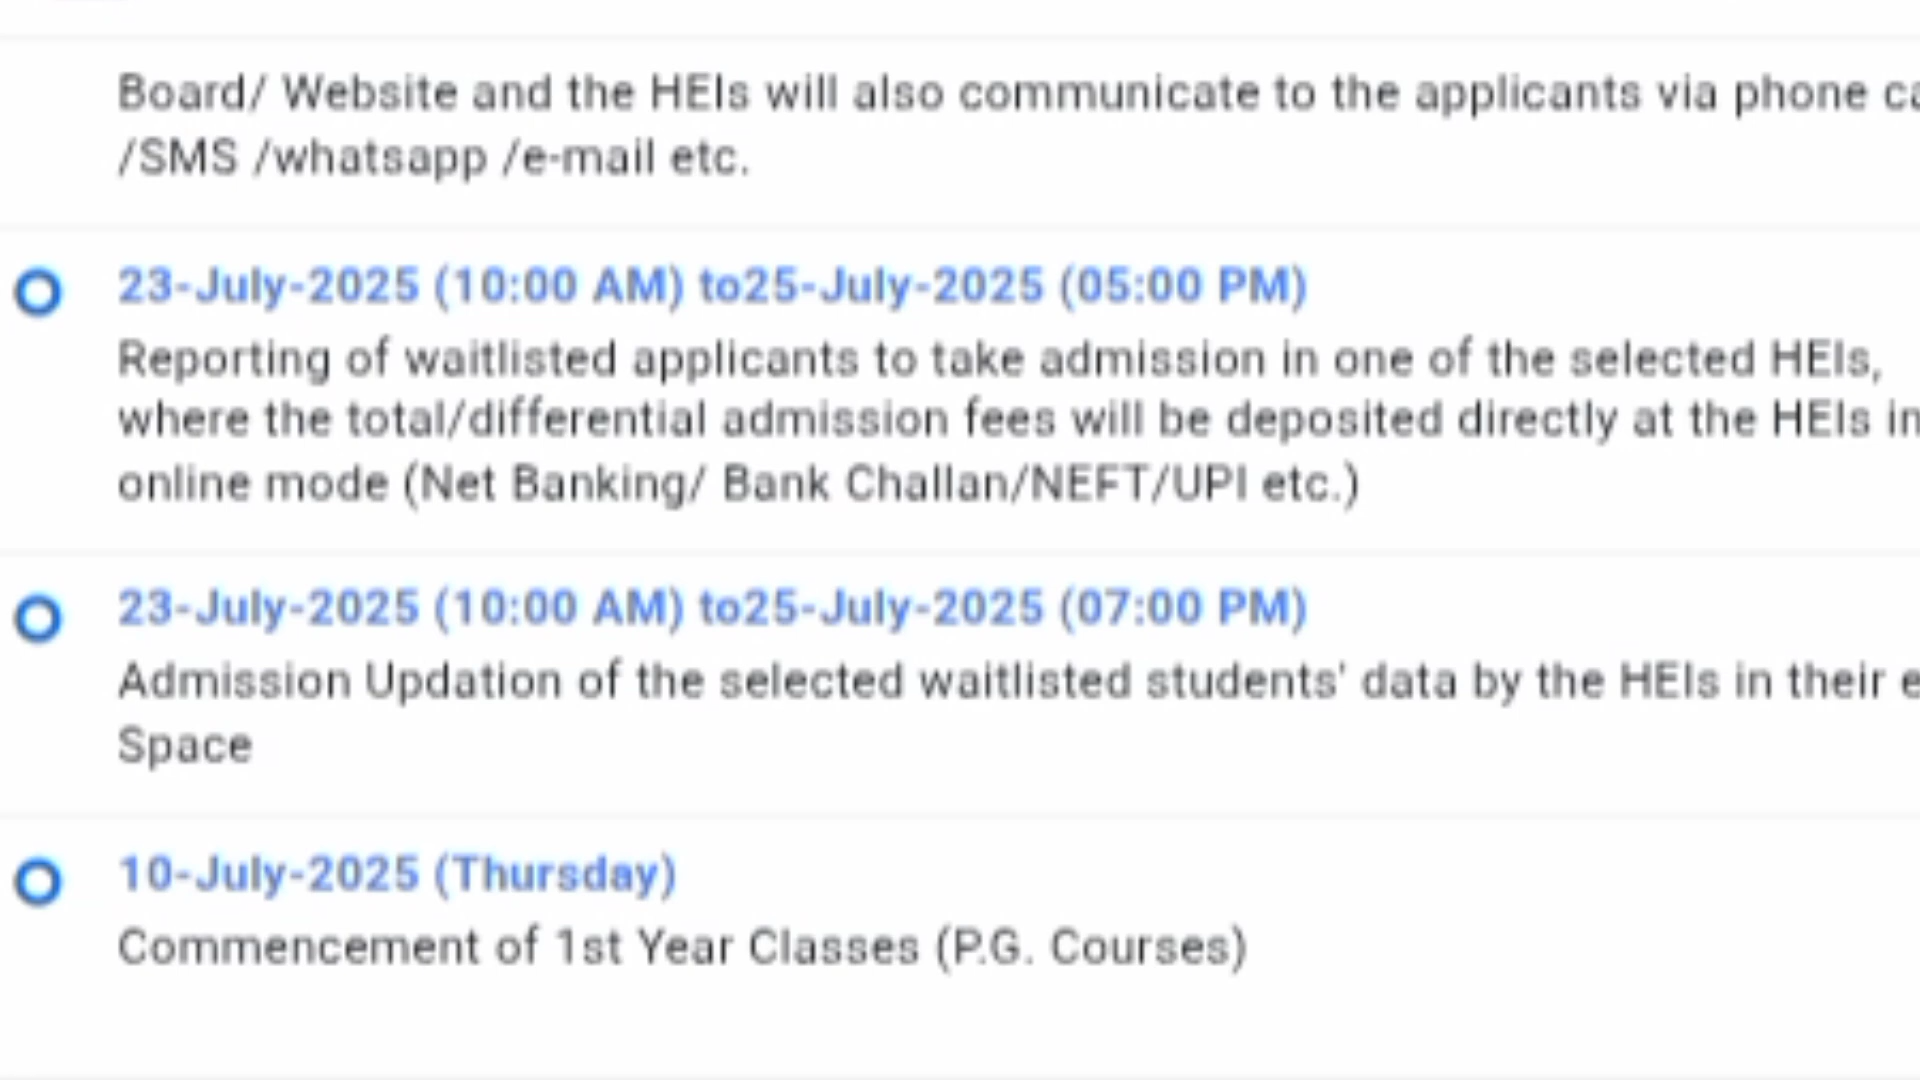 Board/ Website and the HEIs will also communicate to the applicants via phone
/SMS /whatsapp /e-mail etc.
23-July-2025 (10:00 AM) to25-July-2025 (05:00 PM)
Reporting of waitlisted applicants to take admission in one of the selected HEIs,
where the total/differential admission fees will be deposited directly at the HEIs in
online mode (Net Banking/ Bank Challan/NEFT/UPI etc.)
23-July-2025 (10:00 AM) to25-July-2025 (07:00 PM)
Admission Updation of the selected waitlisted students' data by the HEIs in their
Space
10-July-2025 (Thursday)
Commencement of 1st Year Classes (P.G. Courses)